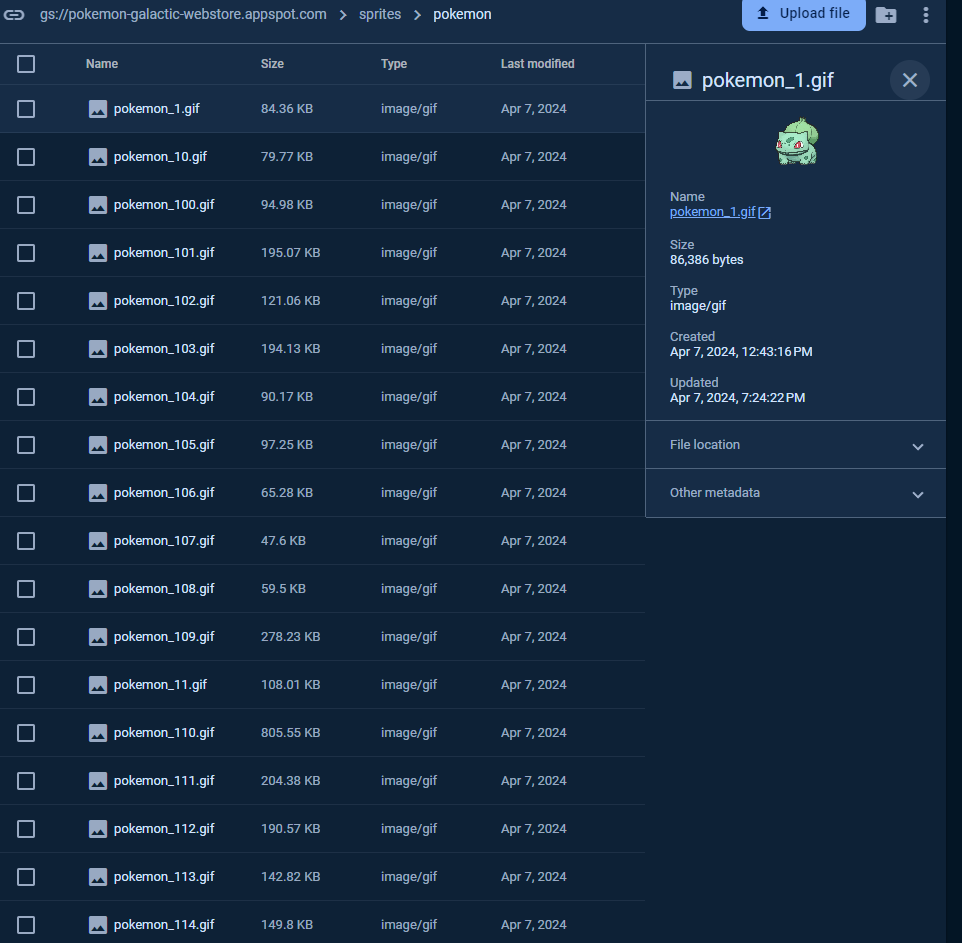 gs://pokemon-galactic-webstore.appspot.com > sprites > pokemon
Upload file
Name Size Type Last modified
pokemon_1.gif 84.36 KB image/gif Apr 7, 2024
pokemon_10.gif 79.77 KB image/gif Apr 7, 2024
pokemon_100.gif 94.98 KB image/gif Apr 7, 2024
pokemon_101.gif 195.07 KB image/gif Apr 7, 2024
pokemon_102.gif 121.06 KB image/gif Apr 7, 2024
pokemon_103.gif 194.13 KB image/gif Apr 7, 2024
pokemon_104.gif 90.17 KB image/gif Apr 7, 2024
pokemon_105.gif 97.25 KB image/gif Apr 7, 2024
pokemon_106.gif 65.28 KB image/gif Apr 7, 2024
pokemon_107.gif 47.6 KB image/gif Apr 7, 2024
pokemon_108.gif 59.5 KB image/gif Apr 7, 2024
pokemon_109.gif 278.23 KB image/gif Apr 7, 2024
pokemon_11.gif 108.01 KB image/gif Apr 7, 2024
pokemon_110.gif 805.55 KB image/gif Apr 7, 2024
pokemon_111.gif 204.38 KB image/gif Apr 7, 2024
pokemon_112.gif 190.57 KB image/gif Apr 7, 2024
pokemon_113.gif 142.82 KB image/gif Apr 7, 2024
pokemon_114.gif 149.8 KB image/gif Apr 7, 2024
pokemon_1.gif
Name
pokemon_1.gif
Size
86,386 bytes
Type
image/gif
Created
Apr 7, 2024, 12:43:16 PM
Updated
Apr 7, 2024, 7:24:22 PM
File location
Other metadata